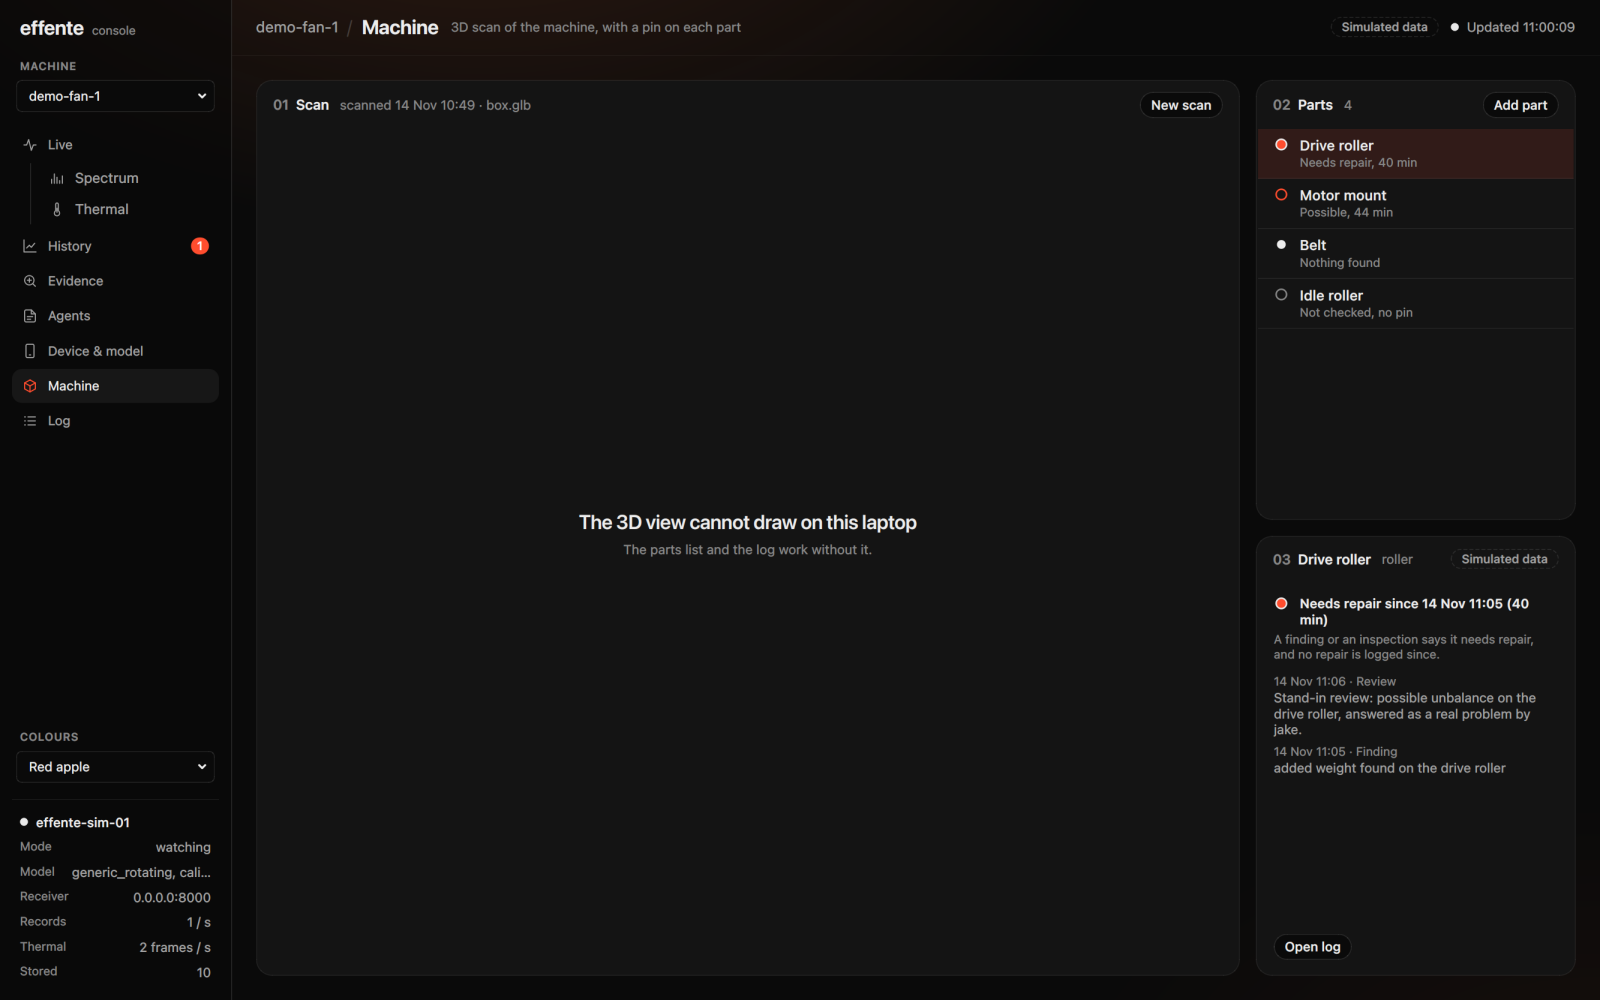 effente console
MACHINE
demo-fan-1
Live
Spectrum
Thermal
History 1
Evidence
Agents
Device & model
Machine
Log
COLOURS
Red apple
effente-sim-01
Mode watching
Model generic_rotating, cali...
Receiver 0.0.0.0:8000
Records 1 / s
Thermal 2 frames / s
Stored 10
demo-fan-1 / Machine 3D scan of the machine, with a pin on each part
Simulated data Updated 11:00:09
01 Scan scanned 14 Nov 10:49 · box.glb New scan
The 3D view cannot draw on this laptop
The parts list and the log work without it.
02 Parts 4 Add part
Drive roller
Needs repair, 40 min
Motor mount
Possible, 44 min
Belt
Nothing found
Idle roller
Not checked, no pin
03 Drive roller roller Simulated data
Needs repair since 14 Nov 11:05 (40
min)
A finding or an inspection says it needs repair,
and no repair is logged since.
14 Nov 11:06 · Review
Stand-in review: possible unbalance on the
drive roller, answered as a real problem by
jake.
14 Nov 11:05 · Finding
added weight found on the drive roller
Open log